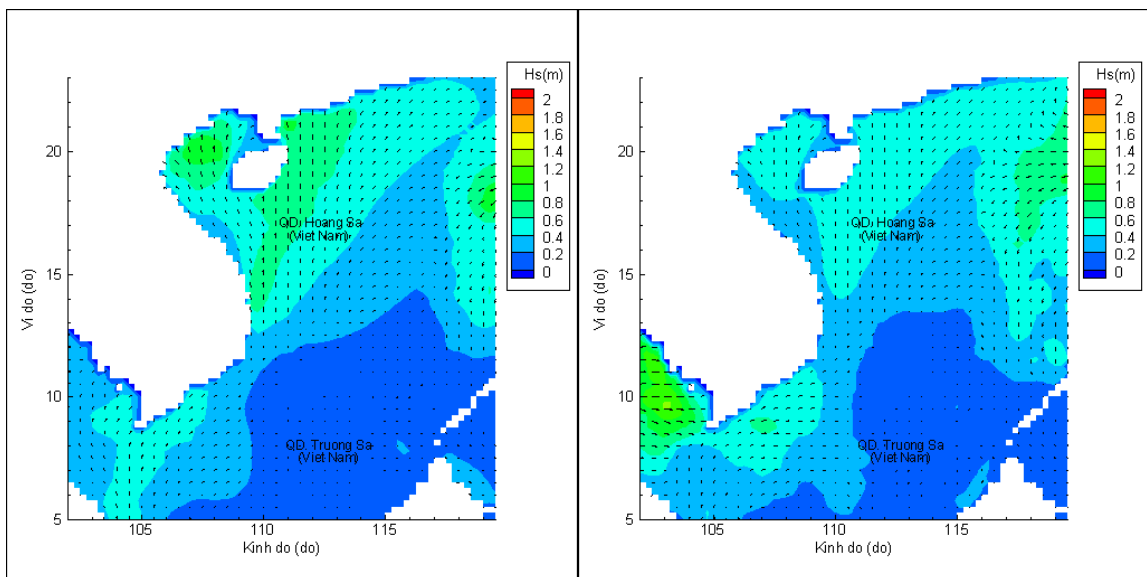 Hs(m)
2
1.8
1.6
1.4
1.2
1
0.8
0.6
0.4
0.2
0
20
15
10
5
Vi do (do)
QD. Hoang Sa
(Viet Nam)
QD. Truong Sa
(Viet Nam)
105
110
115
Kinh do (do)
Hs(m)
2
1.8
1.6
1.4
1.2
1
0.8
0.6
0.4
0.2
0
20
15
10
5
Vi do (do)
QD. Hoang Sa
(Viet Nam)
QD. Truong Sa
(Viet Nam)
105
110
115
Kinh do (do)